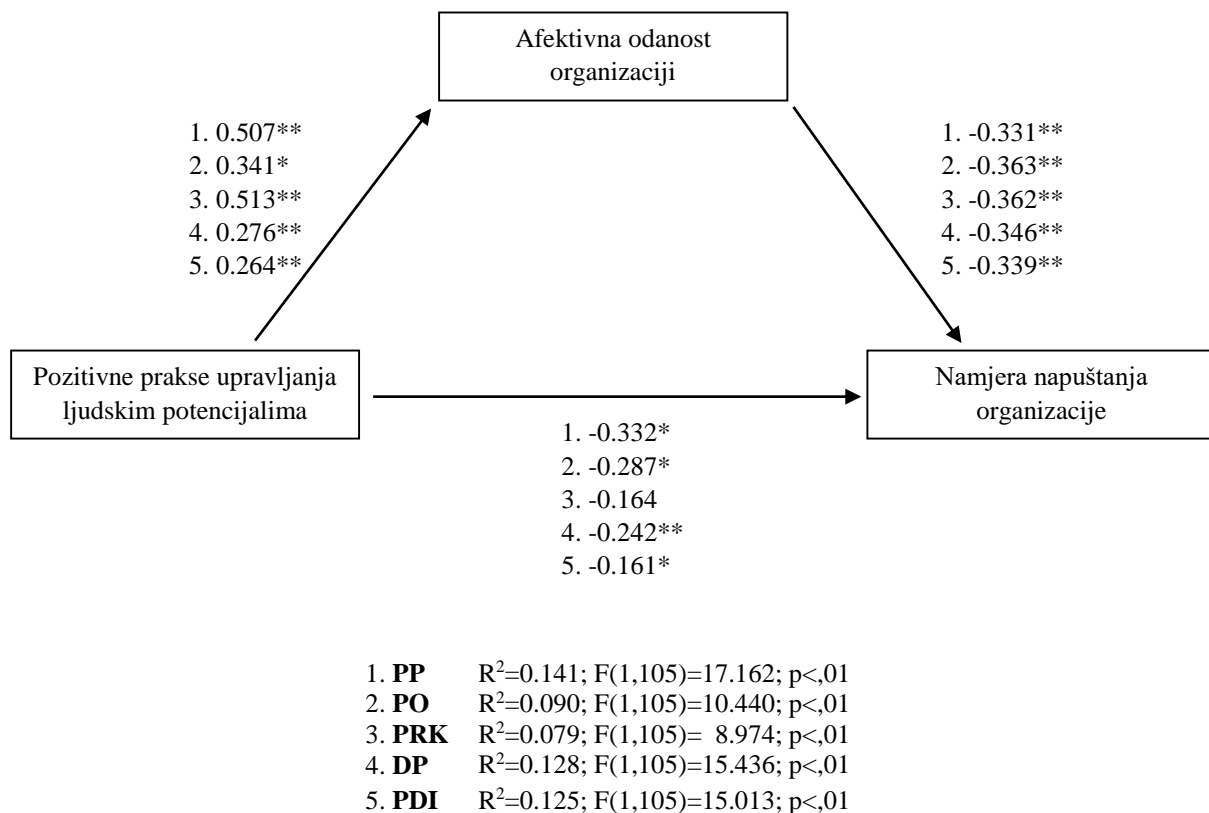 Afektivna odanost
organizaciji
1. 0.507**
2. 0.341*
3. 0.513**
4. 0.276**
5. 0.264**
1. -0.331**
2. -0.363**
3. -0.362**
4. -0.346**
5. -0.339**
Pozitivne prakse upravljanja
ljudskim potencijalima
Namjera napuštanja
organizacije
1. -0.332*
2. -0.287*
3. -0.164
4. -0.242**
5. -0.161*
1. PP R²=0.141; F(1,105)=17.162; p<,01
2. PO R²=0.090; F(1,105)=10.440; p<,01
3. PRK R²=0.079; F(1,105)= 8.974; p<,01
4. DP R²=0.128; F(1,105)=15.436; p<,01
5. PDI R²=0.125; F(1,105)=15.013; p<,01